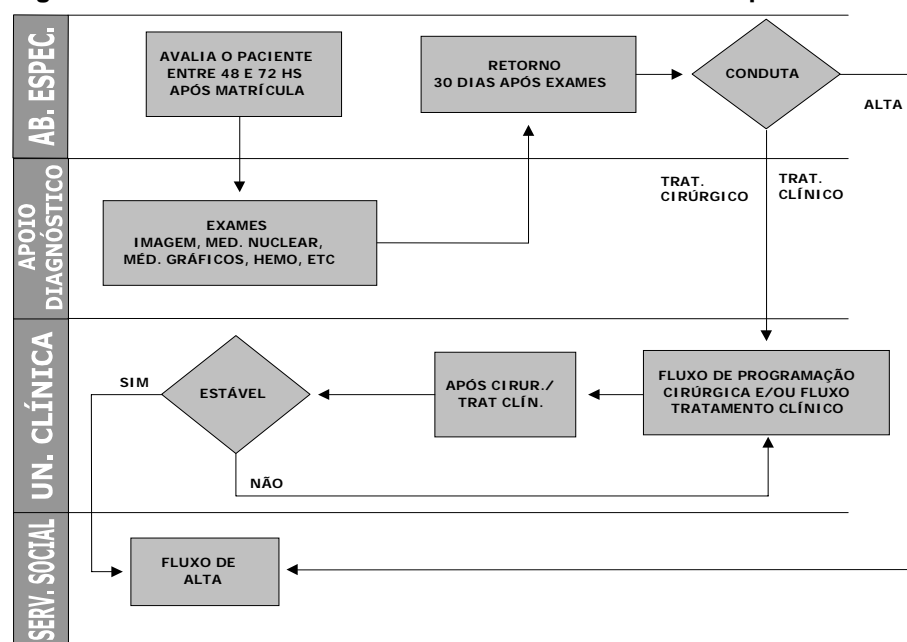 AB. ESPEC.
AVALIA O PACIENTE
ENTRE 48 E 72 HS
APÓS MATRÍCULA
RETORNO
30 DIAS APÓS EXAMES
CONDUTA
ALTA
APOIO
DIAGNÓSTICO
EXAMES
IMAGEM, MED. NUCLEAR,
MÉD. GRÁFICOS, HEMO, ETC
TRAT.
CIRÚRGICO
TRAT.
CLÍNICO
UN. CLÍNICA
SIM
ESTÁVEL
NÃO
APÓS CIRUR./
TRAT CLÍN.
FLUXO DE PROGRAMAÇÃO
CIRÚRGICA E/OU FLUXO
TRATAMENTO CLÍNICO
SERV. SOCIAL
FLUXO DE
ALTA